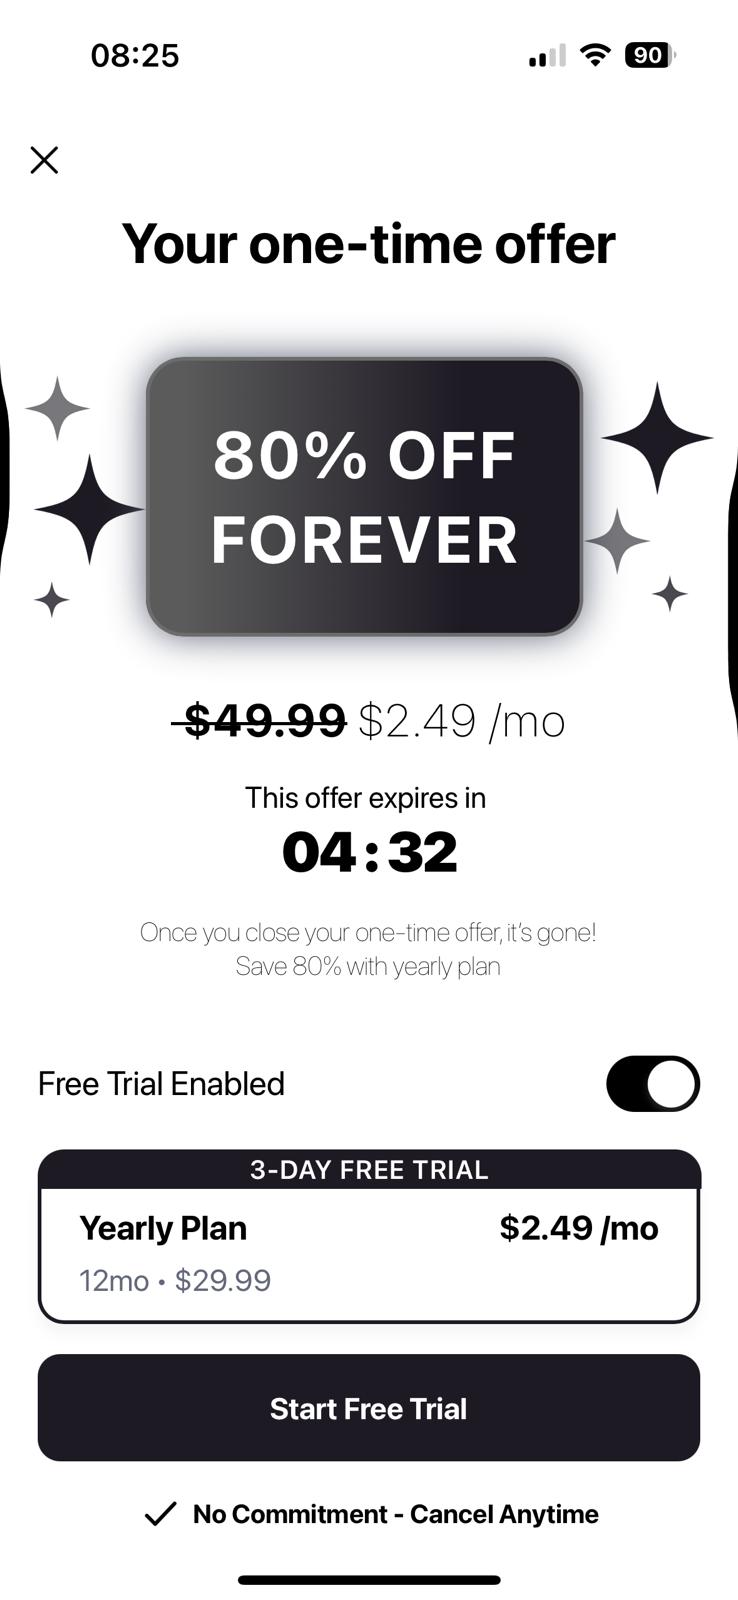 08:25
90
Your one-time offer
80% OFF
FOREVER
$49.99 $2.49 /mo
This offer expires in
04:32
Once you close your one-time offer, it's gone!
Save 80% with yearly plan
Free Trial Enabled
3-DAY FREE TRIAL
Yearly Plan $2.49 /mo
12mo • $29.99
Start Free Trial
No Commitment - Cancel Anytime